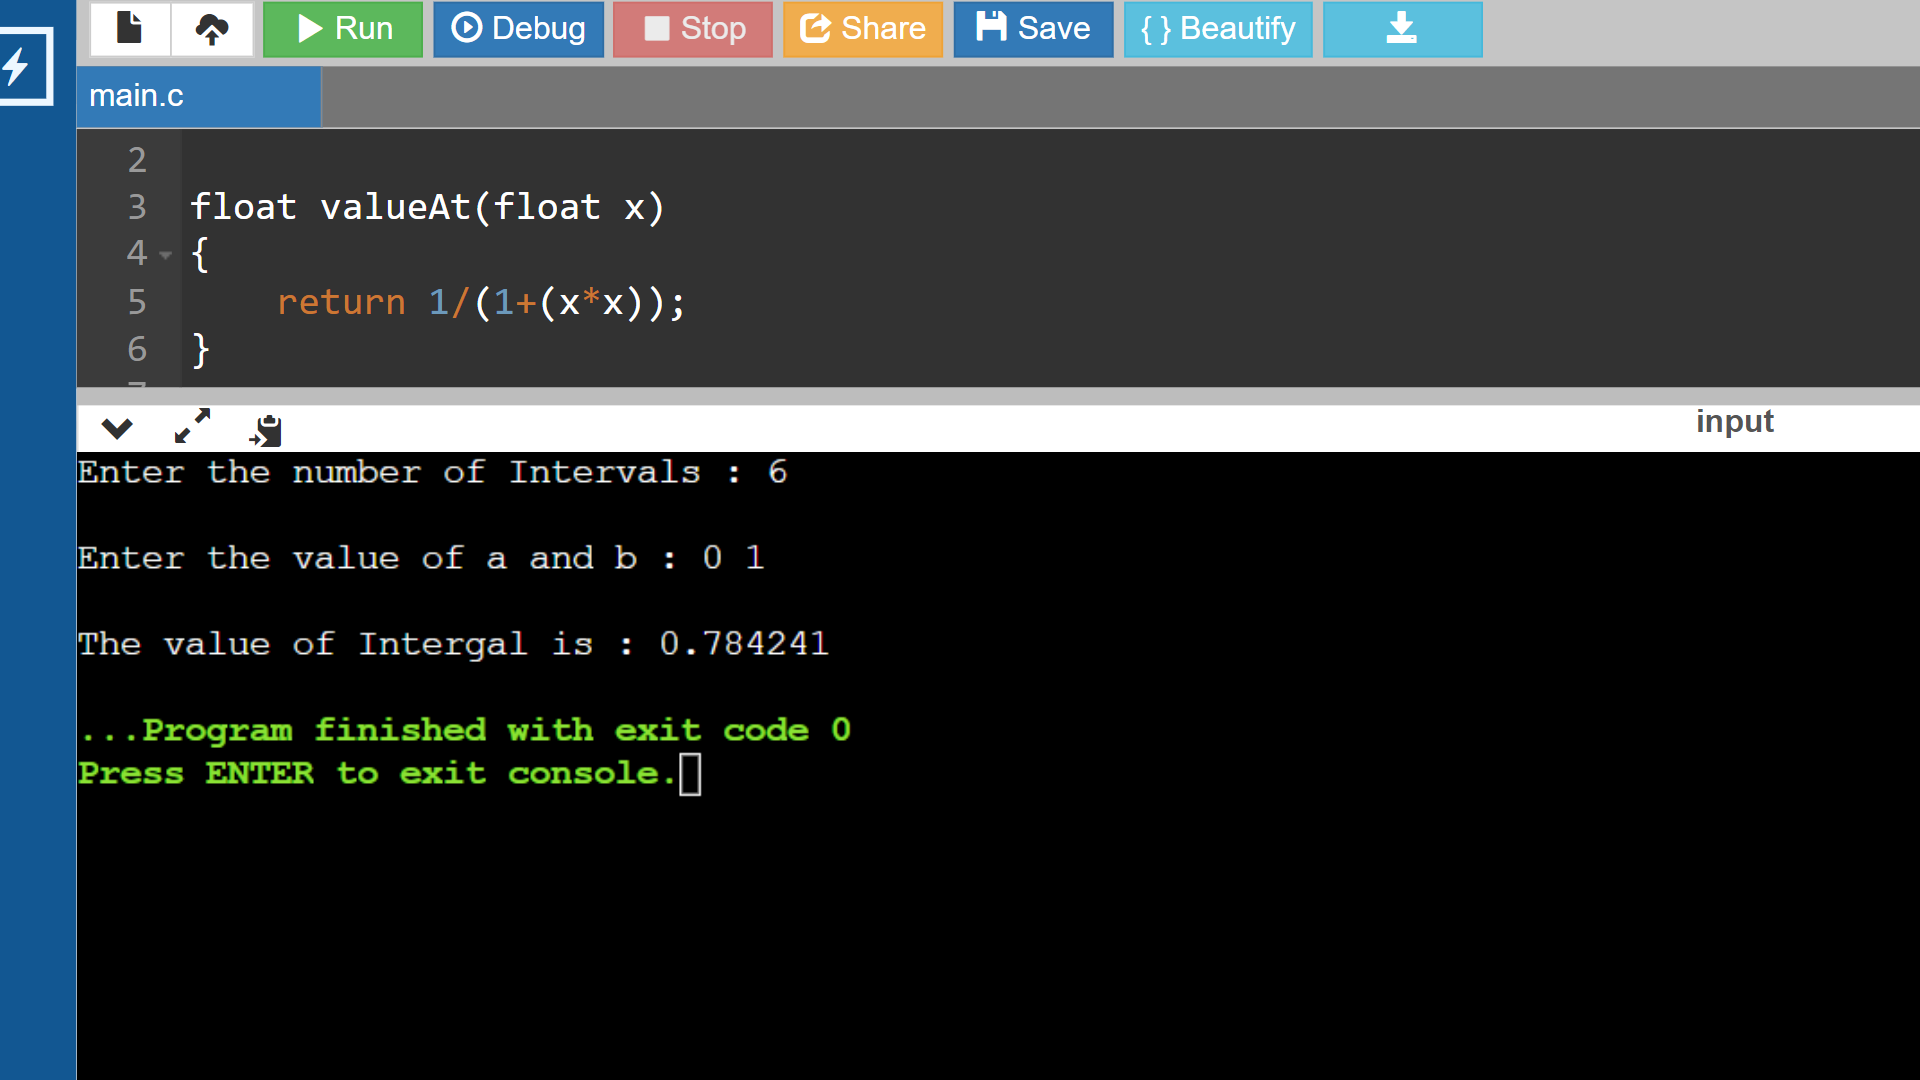 Run Debug Stop Share Save { } Beautify
main.c
2
3 float valueAt(float x)
4 {
5 return 1/(1+(x*x));
6 }
input
Enter the number of Intervals : 6
Enter the value of a and b : 0 1
The value of Intergal is : 0.784241
...Program finished with exit code 0
Press ENTER to exit console.